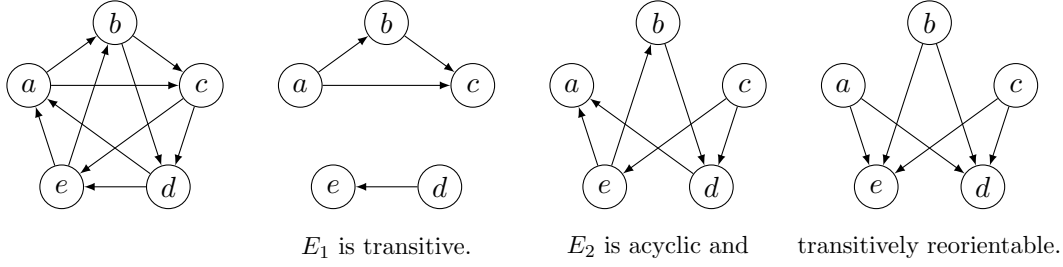 b b b b
a c a c a c a c
e d e d e d e d
E₁ is transitive. E₂ is acyclic and transitively reorientable.